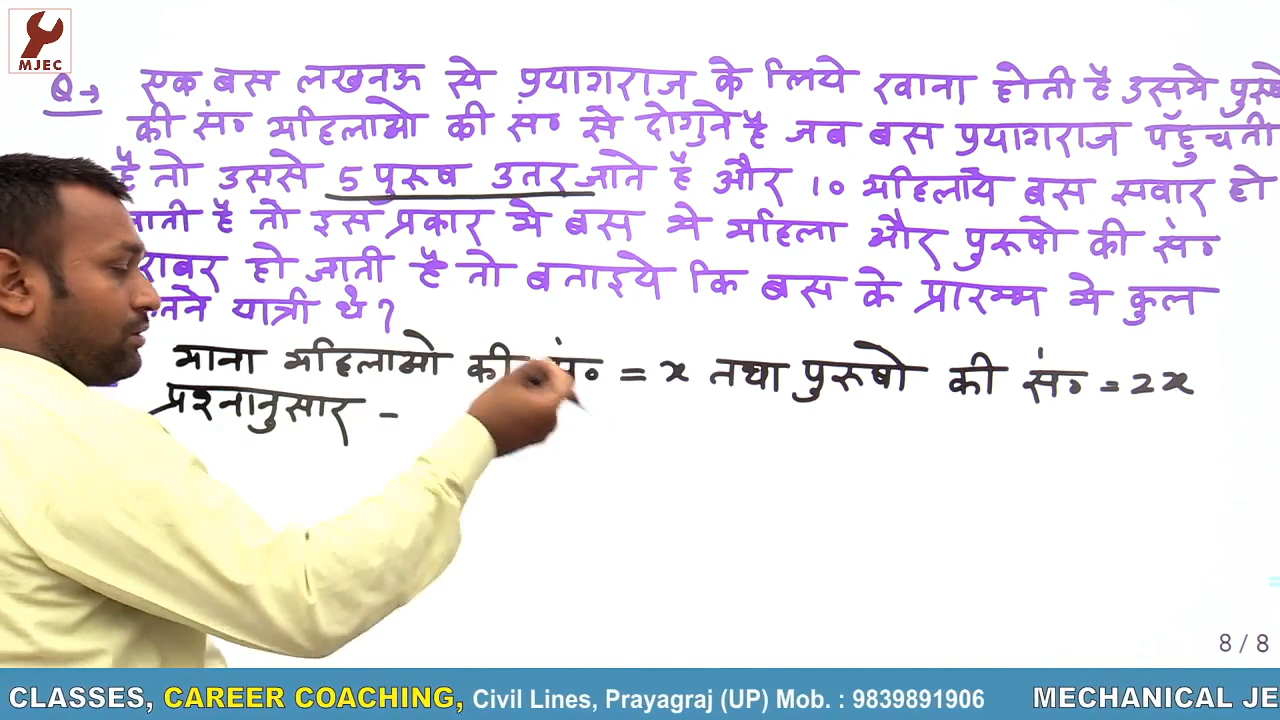 MJEC
Q→ एक बस लखनऊ से प्रयागराज के लिये रवाना होती है उसमे
की सं० महिलाओ की सं० से दोगुने है जब बस प्रयागराज पहुँचती
है तो उससे 5 पुरूष उतर जाते है और 10 महिलाये बस सवार हो
है तो इस प्रकार से बस मे महिला और पुरूषो की सं०
हो जाती है तो बताइये कि बस के प्रारम्भ मे कुल
यात्री थे ?
माना महिलाओ की सं० = x तथा पुरूषो की सं० = 2x
प्रश्नानुसार -
8 / 8
CLASSES, CAREER COACHING, Civil Lines, Prayagraj (UP) Mob. : 9839891906 MECHANICAL JE